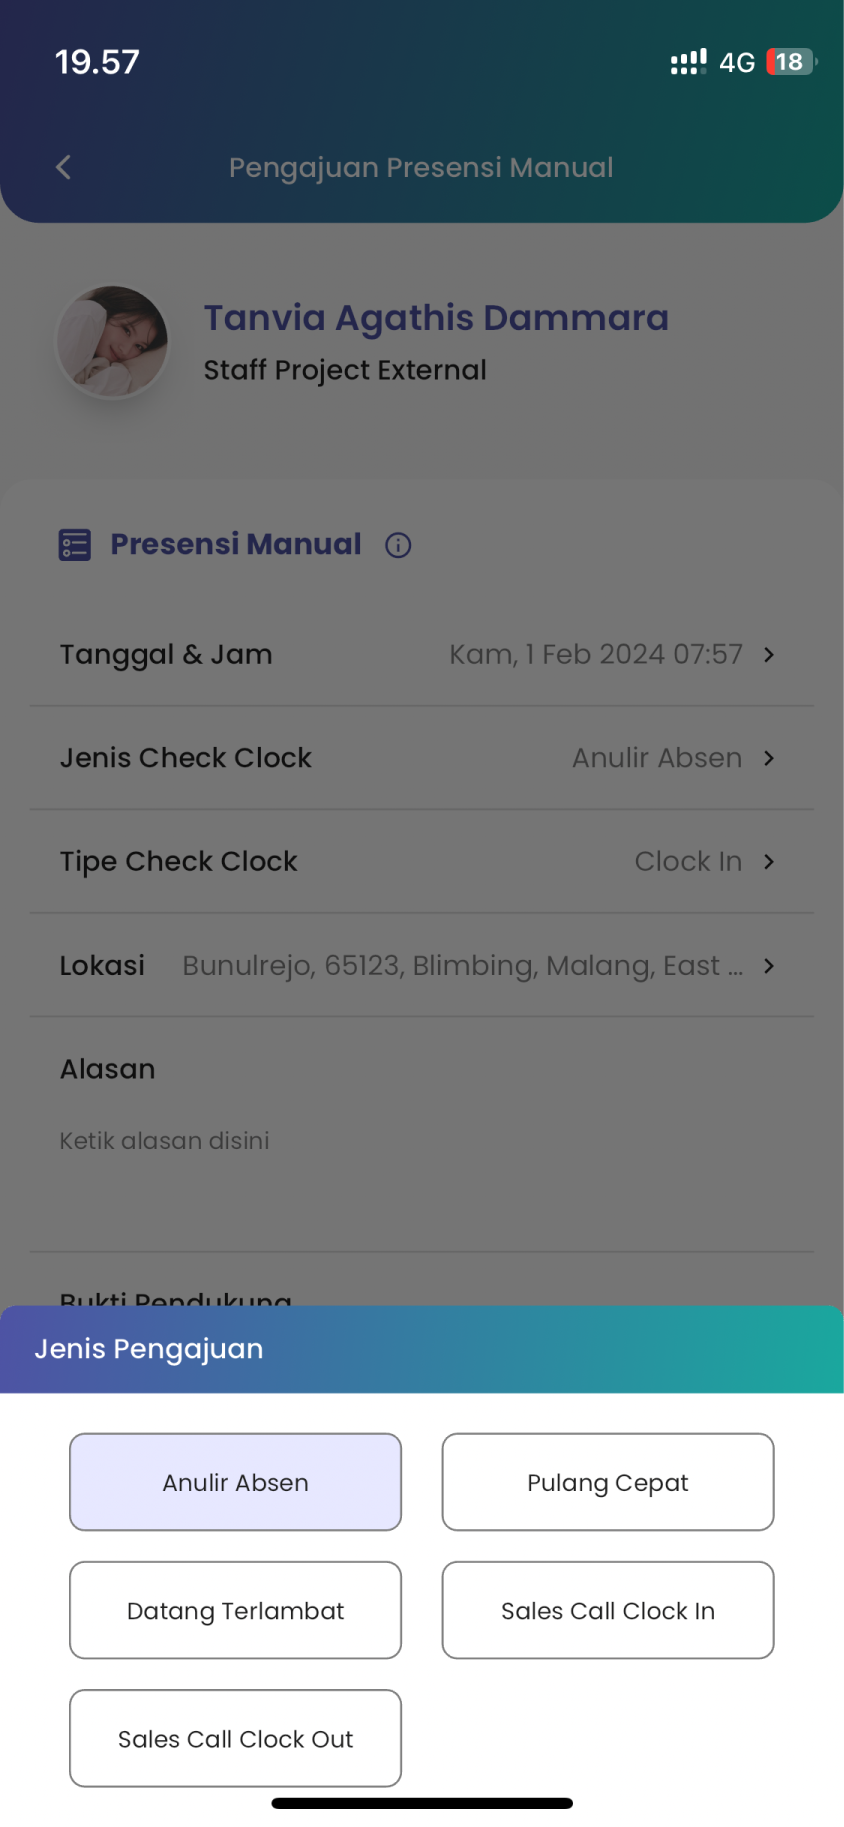 19.57
4G 18
Pengajuan Presensi Manual
Tanvia Agathis Dammara
Staff Project External
Presensi Manual
Tanggal & Jam Kam, 1 Feb 2024 07:57
Jenis Check Clock Anulir Absen
Tipe Check Clock Clock In
Lokasi Bunulrejo, 65123, Blimbing, Malang, East ...
Alasan
Ketik alasan disini
Bukti Pendukung
Jenis Pengajuan
Anulir Absen Pulang Cepat
Datang Terlambat Sales Call Clock In
Sales Call Clock Out